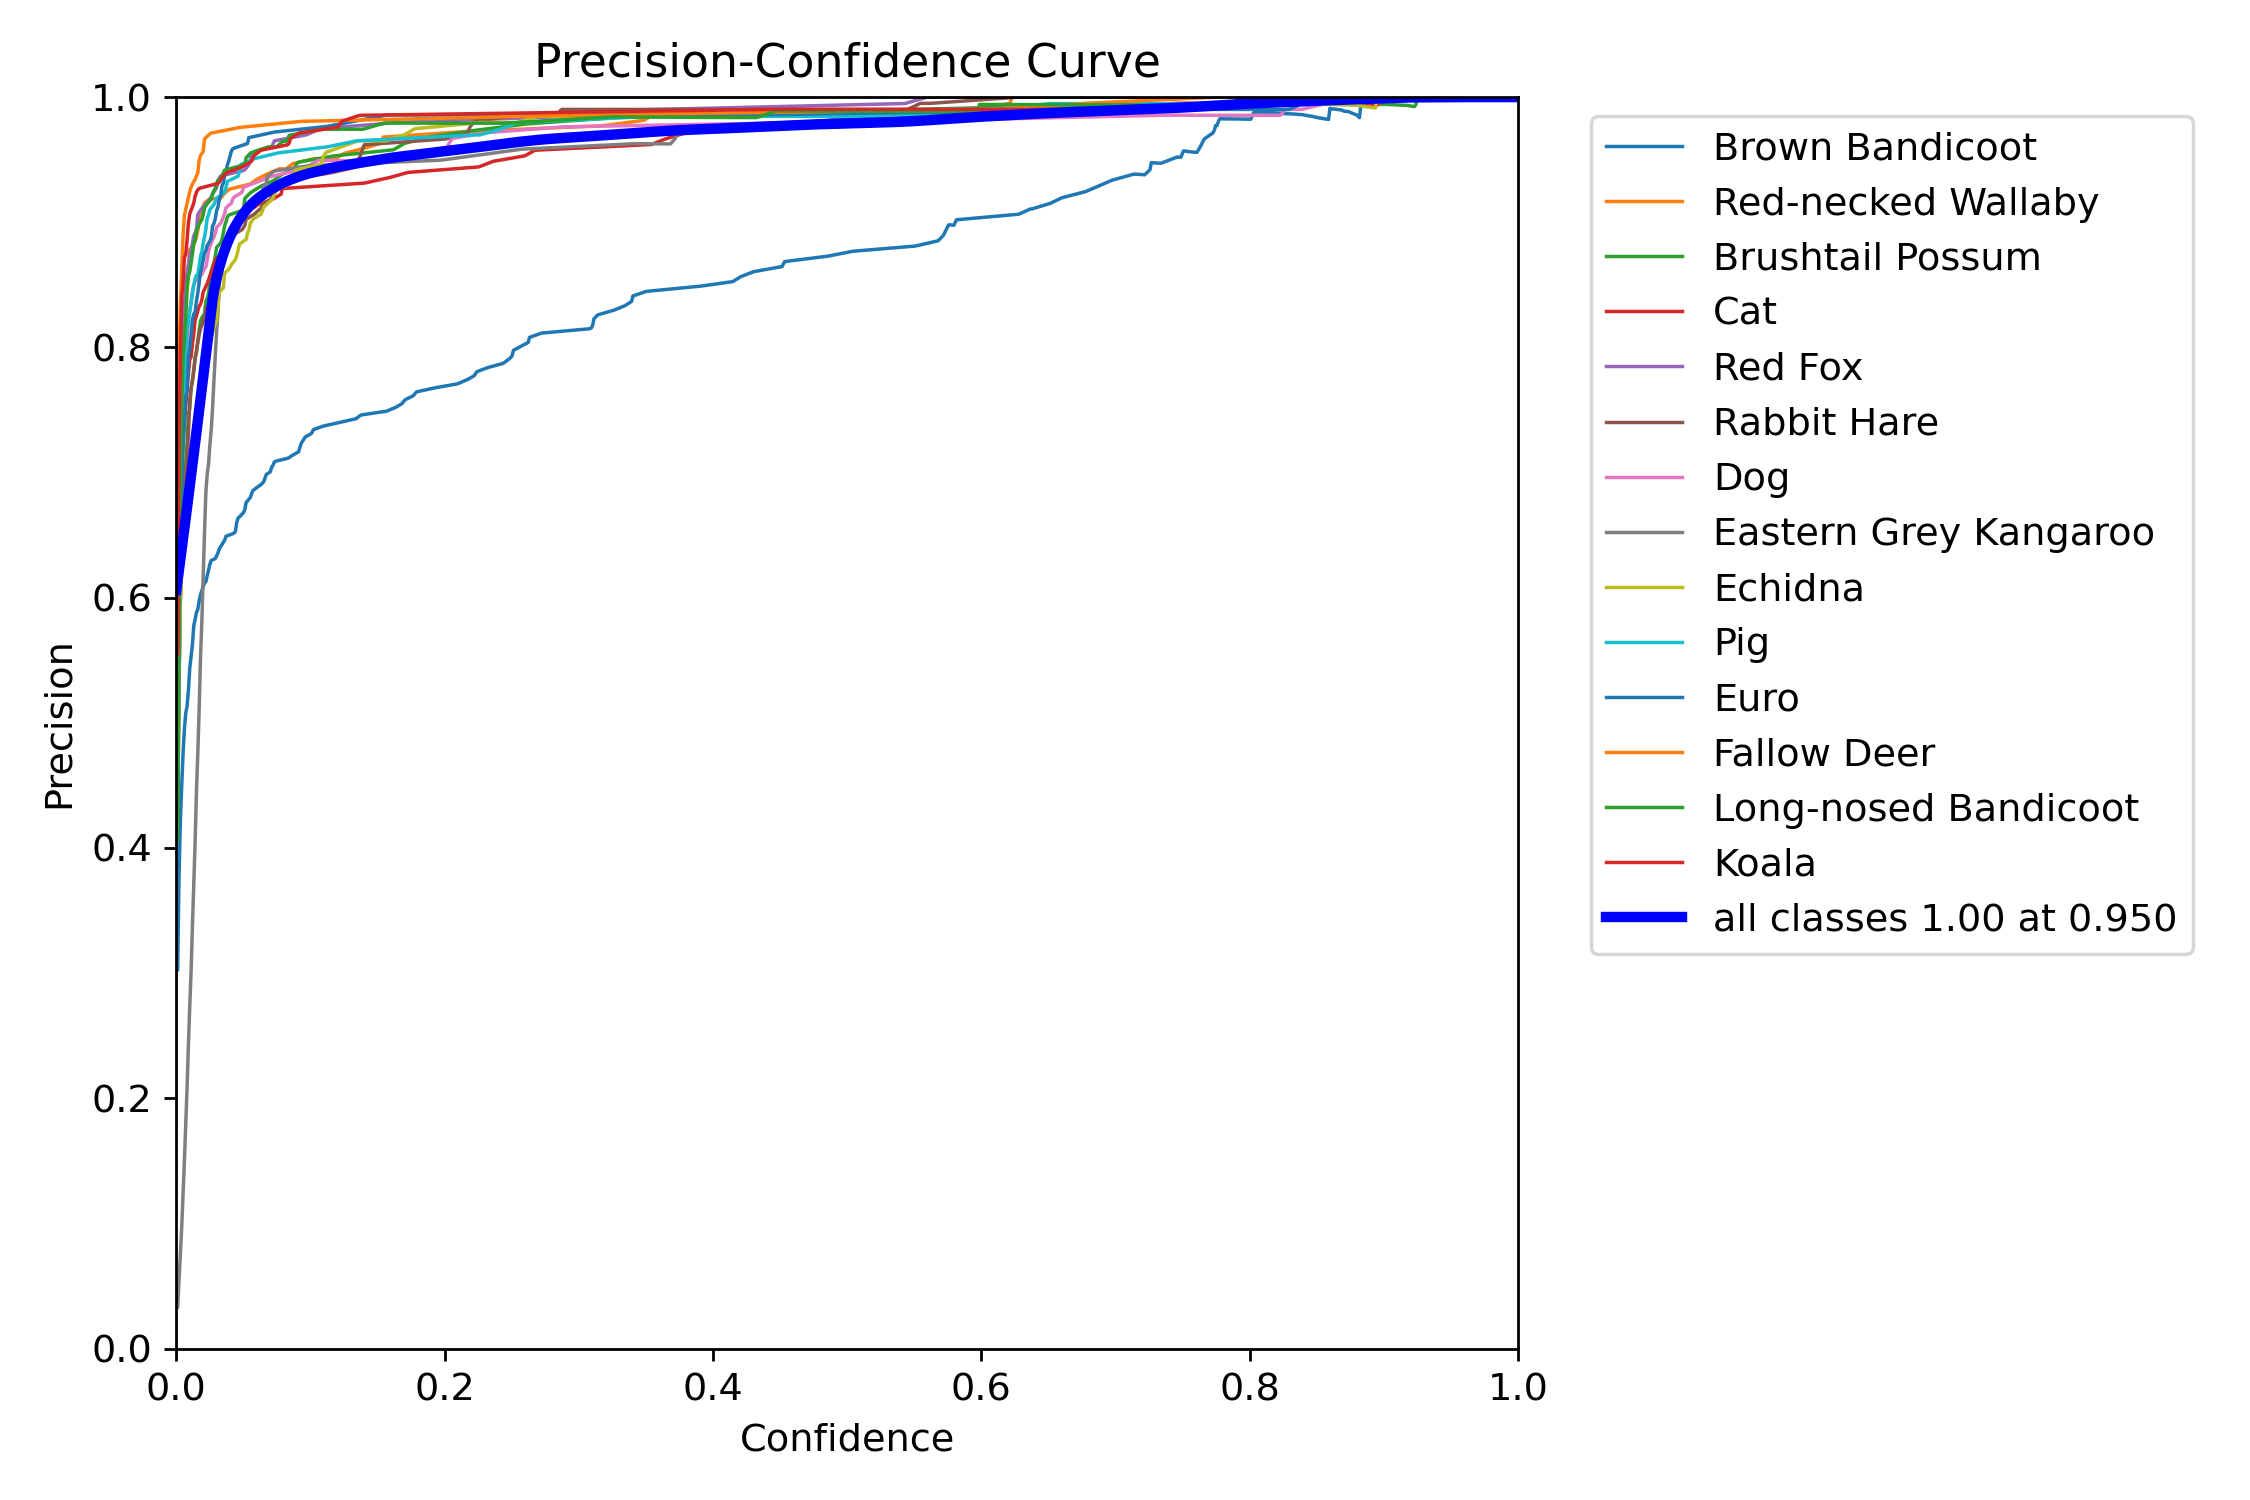 Precision-Confidence Curve
1.0
0.8
0.6
0.4
0.2
0.0
Precision
0.0 0.2 0.4 0.6 0.8 1.0
Confidence
Brown Bandicoot
Red-necked Wallaby
Brushtail Possum
Cat
Red Fox
Rabbit Hare
Dog
Eastern Grey Kangaroo
Echidna
Pig
Euro
Fallow Deer
Long-nosed Bandicoot
Koala
all classes 1.00 at 0.950